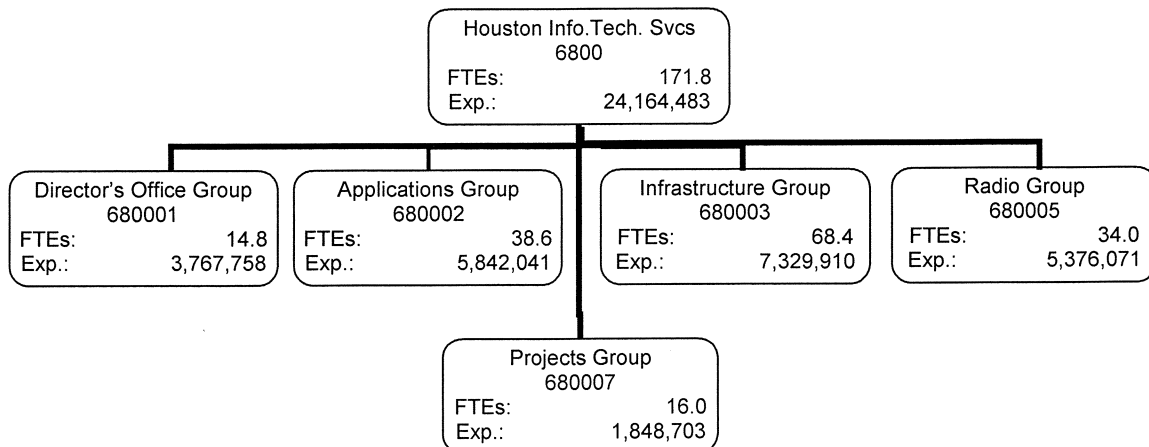 Houston Info.Tech. Svcs
6800
FTEs: 171.8
Exp.: 24,164,483
Director's Office Group
680001
FTEs: 14.8
Exp.: 3,767,758
Applications Group
680002
FTEs: 38.6
Exp.: 5,842,041
Infrastructure Group
680003
FTEs: 68.4
Exp.: 7,329,910
Radio Group
680005
FTEs: 34.0
Exp.: 5,376,071
Projects Group
680007
FTEs: 16.0
Exp.: 1,848,703